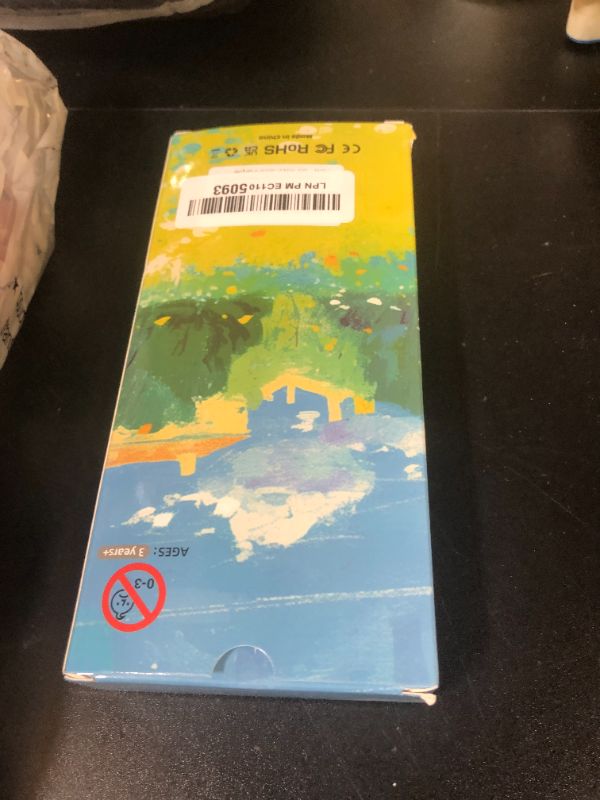 AGES: 3 years+
0-3
LPN PM EC1105093
CE FC RoHS
Made in China